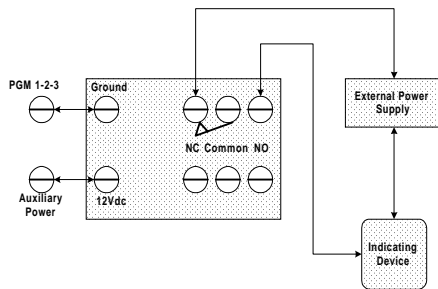 PGM 1-2-3
Ground
External Power
Supply
NC Common NO
Auxiliary
Power
12Vdc
Indicating
Device